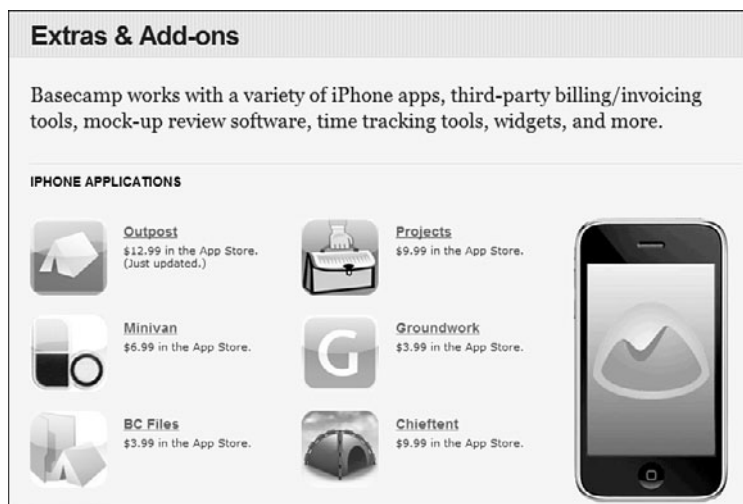 Extras & Add-ons
Basecamp works with a variety of iPhone apps, third-party billing/invoicing
tools, mock-up review software, time tracking tools, widgets, and more.
IPHONE APPLICATIONS
Outpost
$12.99 in the App Store.
(Just updated.)
Projects
$9.99 in the App Store.
Minivan
$6.99 in the App Store.
G
Groundwork
$3.99 in the App Store.
BC Files
$3.99 in the App Store.
Chieftent
$9.99 in the App Store.